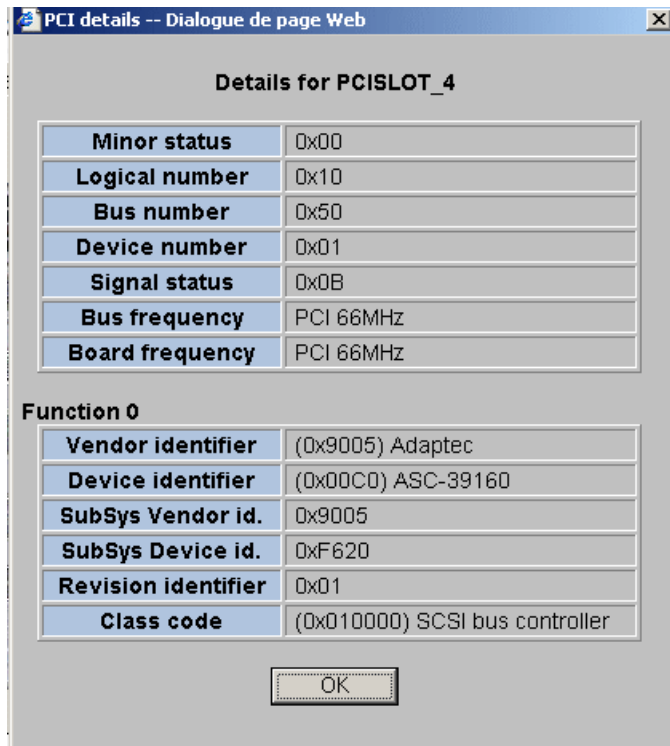 PCI details -- Dialogue de page Web
Details for PCISLOT_4
Minor status 0x00
Logical number 0x10
Bus number 0x50
Device number 0x01
Signal status 0x0B
Bus frequency PCI 66MHz
Board frequency PCI 66MHz
Function 0
Vendor identifier (0x9005) Adaptec
Device identifier (0x00C0) ASC-39160
SubSys Vendor id. 0x9005
SubSys Device id. 0xF620
Revision identifier 0x01
Class code (0x010000) SCSI bus controller
OK